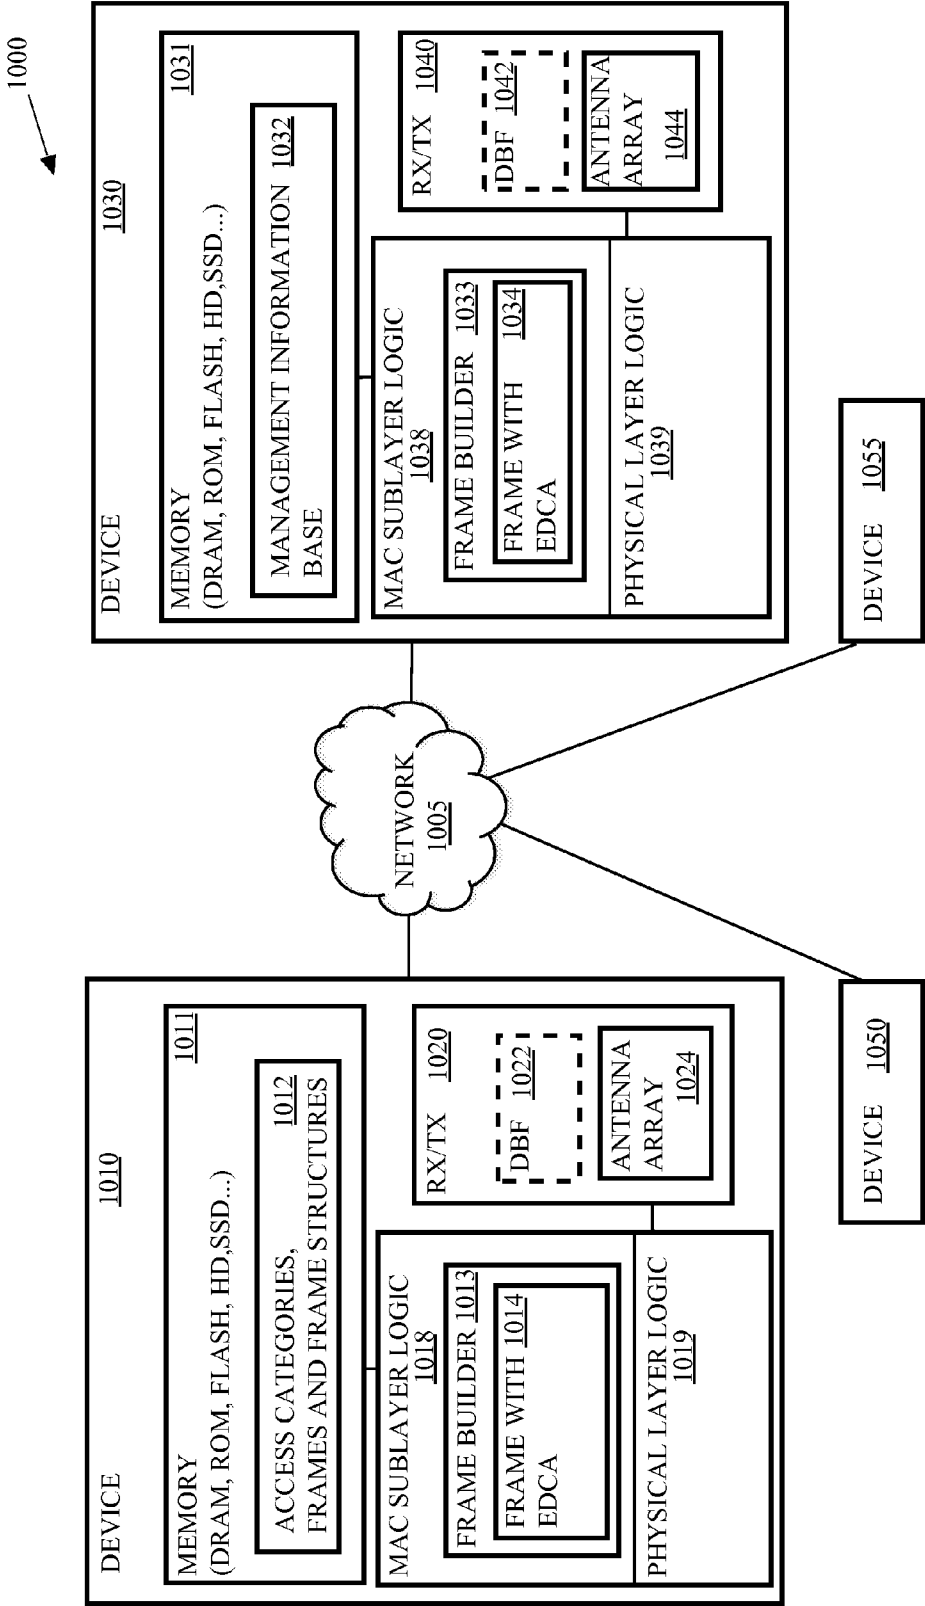 1000
DEVICE 1010
MEMORY 1011
(DRAM, ROM, FLASH, HD,SSD...)
ACCESS CATEGORIES, 1012
FRAMES AND FRAME STRUCTURES
MAC SUBLAYER LOGIC
1018
FRAME BUILDER 1013
FRAME WITH 1014
EDCA
PHYSICAL LAYER LOGIC
1019
RX/TX 1020
DBF 1022
ANTENNA
ARRAY
1024
NETWORK
1005
DEVICE 1030
MEMORY 1031
(DRAM, ROM, FLASH, HD,SSD...)
MANAGEMENT INFORMATION
BASE 1032
MAC SUBLAYER LOGIC
1038
FRAME BUILDER 1033
FRAME WITH 1034
EDCA
PHYSICAL LAYER LOGIC
1039
RX/TX 1040
DBF 1042
ANTENNA
ARRAY
1044
DEVICE 1050
DEVICE 1055